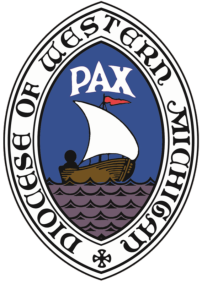 DIOCESE OF WESTERN MICHIGAN
PAX